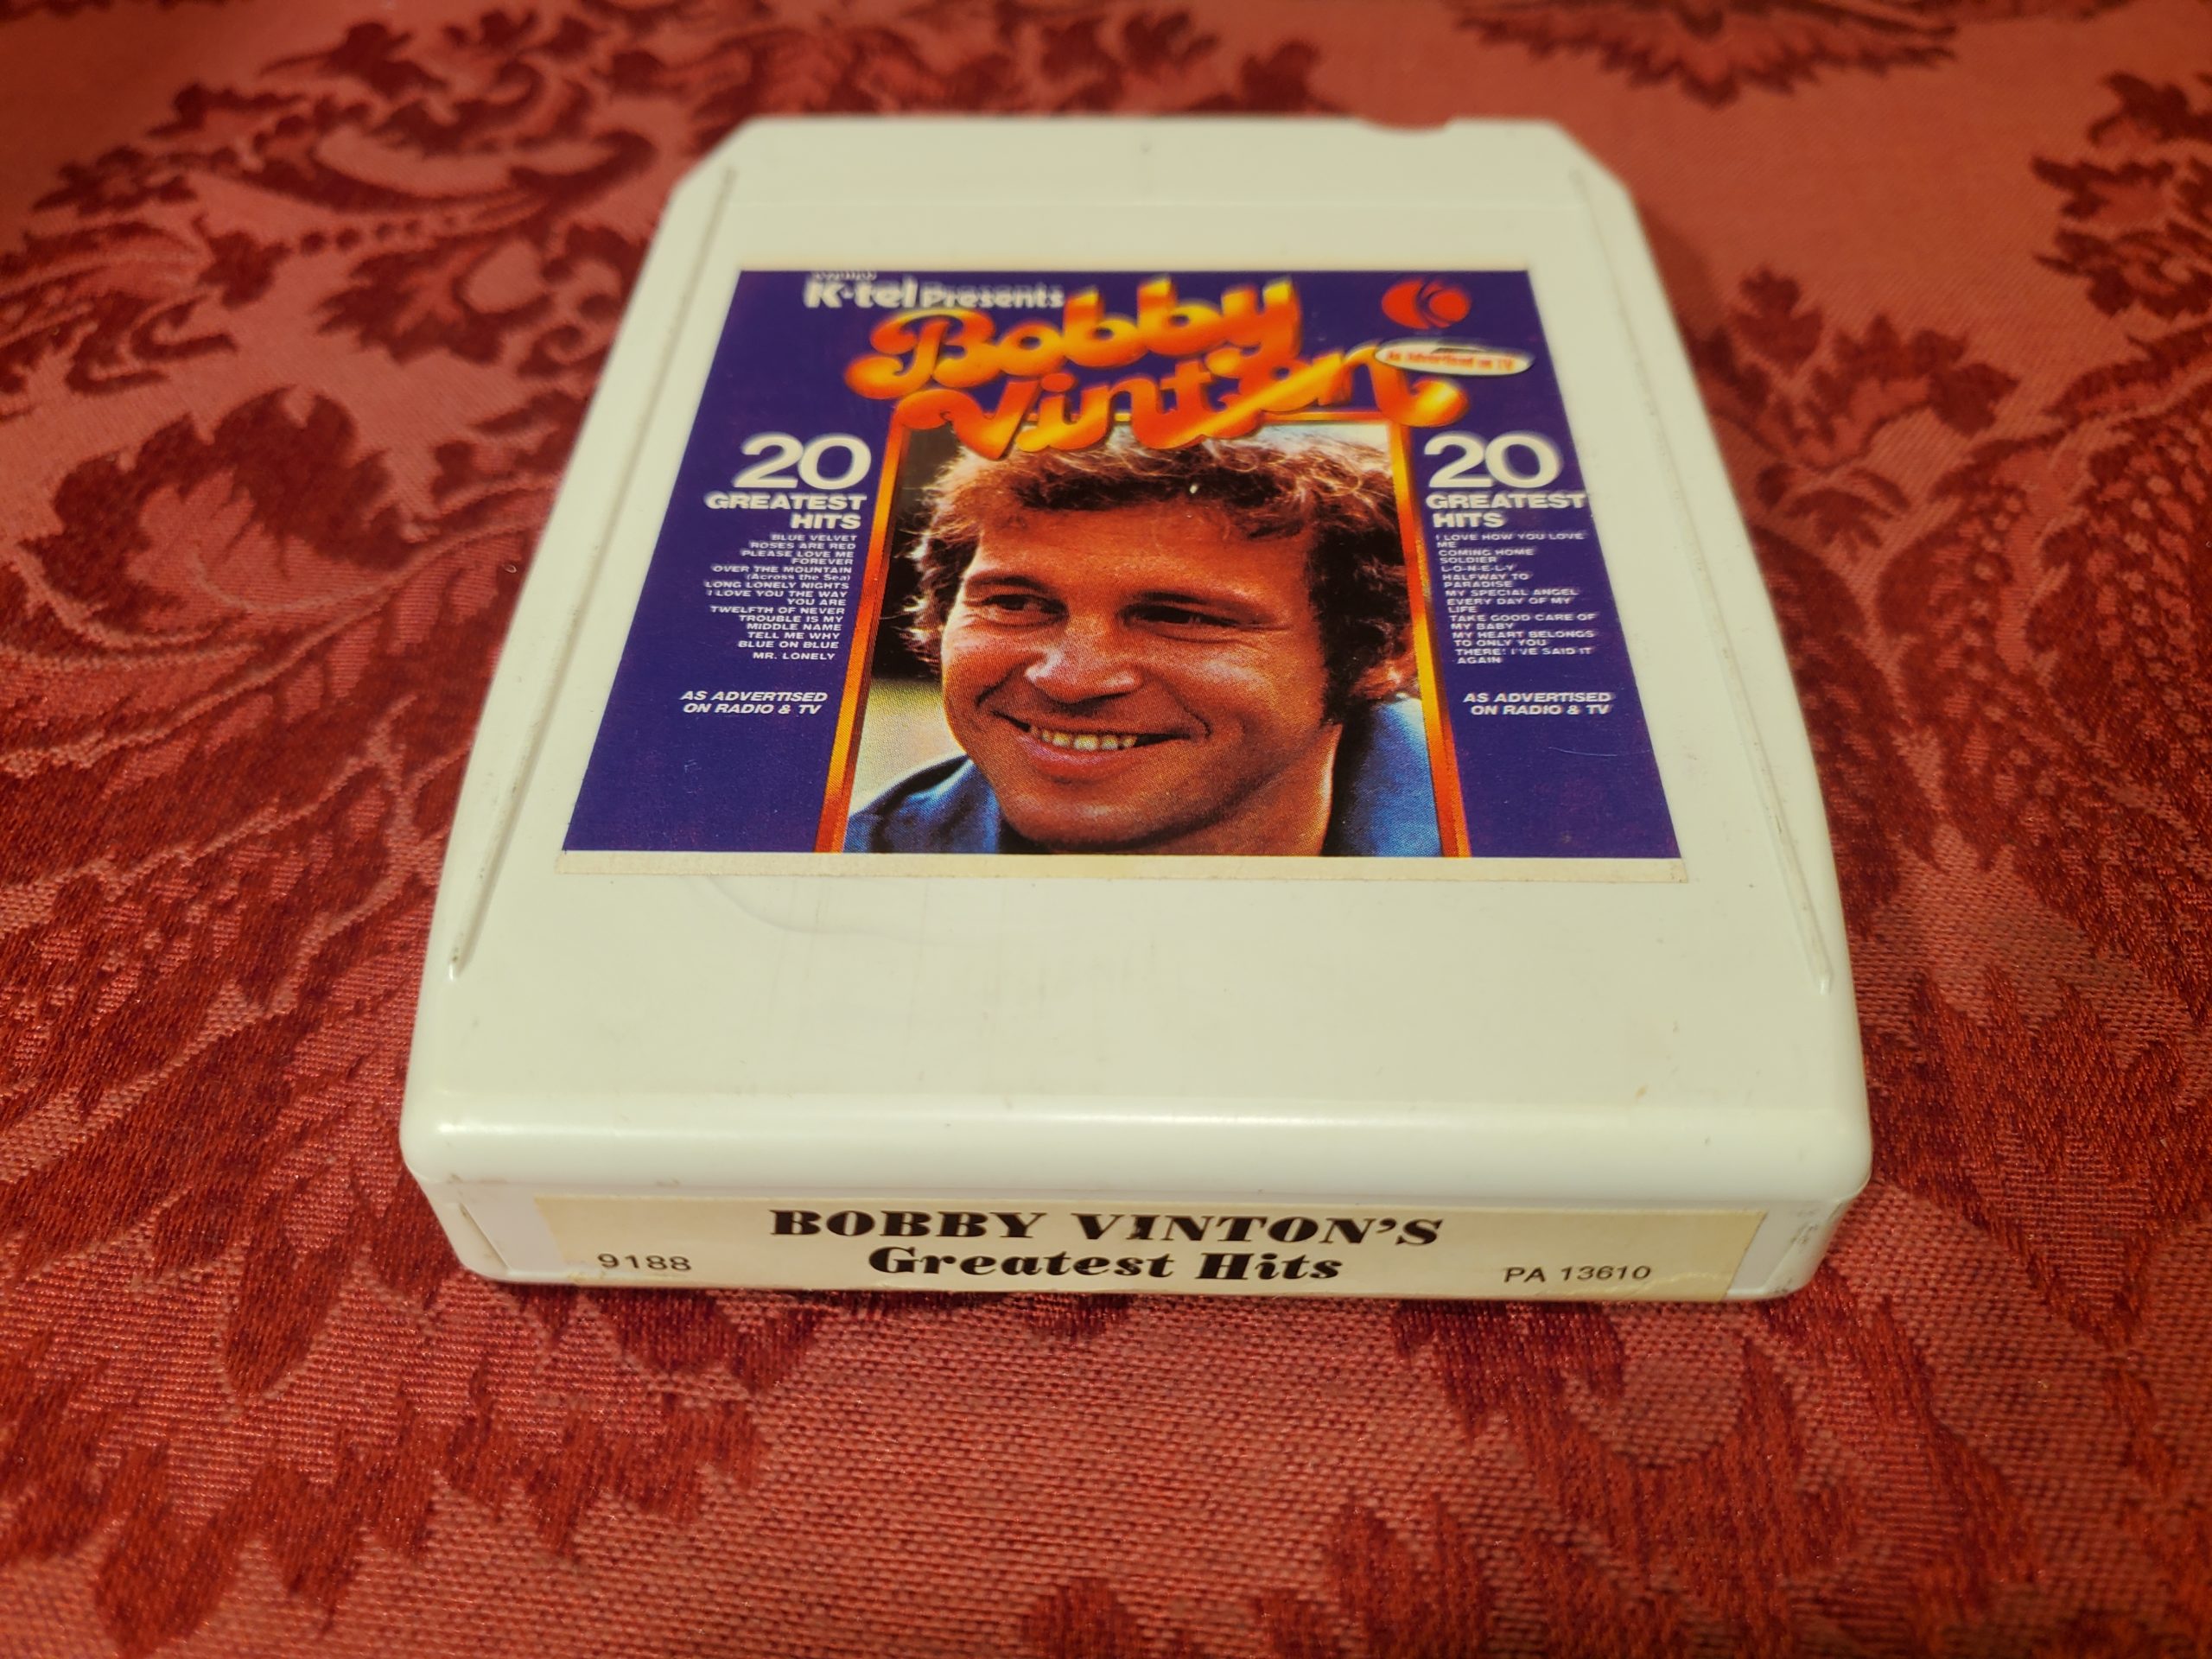 K-tel Presents
Bobby
Vinton
As Advertised on TV
20
GREATEST
HITS
BLUE VELVET
ROSES ARE RED
PLEASE LOVE ME
FOREVER
OVER THE MOUNTAIN
(Across the Sea)
LONG LONELY NIGHTS
I LOVE YOU THE WAY
YOU ARE
TWELFTH OF NEVER
TROUBLE IS MY
MIDDLE NAME
TELL ME WHY
BLUE ON BLUE
MR. LONELY
AS ADVERTISED
ON RADIO & TV
20
GREATEST
HITS
I LOVE HOW YOU LOVE
ME
COMING HOME
SOLDIER
L-O-N-E-L-Y
HALFWAY TO
PARADISE
MY SPECIAL ANGEL
EVERY DAY OF MY
LIFE
TAKE GOOD CARE OF
MY BABY
MY HEART BELONGS
TO ONLY YOU
THERE! I'VE SAID IT
AGAIN
AS ADVERTISED
ON RADIO & TV
BOBBY VINTON'S
Greatest Hits
9188
PA 13610